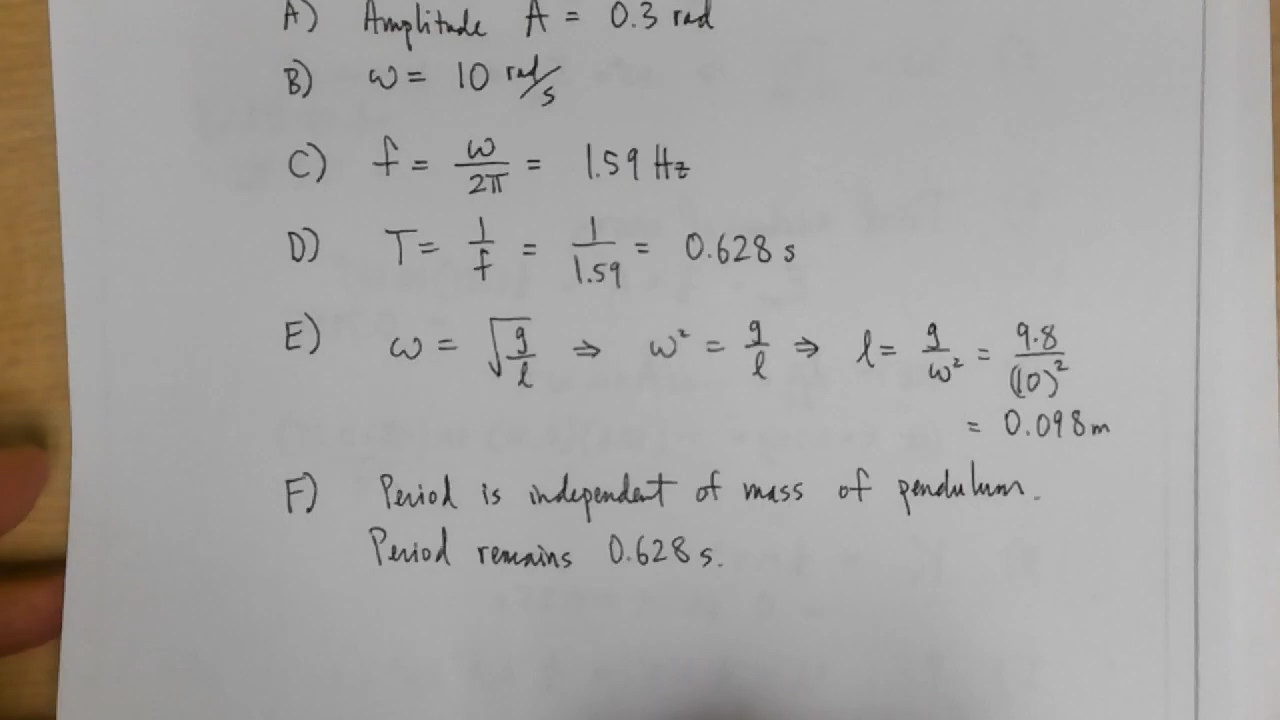 A) Amplitude A = 0.3 rad
B) ω = 10 rad/s
C) f = ω/2π = 1.59 Hz
D) T = 1/f = 1/1.59 = 0.628 s
E) ω = √(g/l) ⇒ ω² = g/l ⇒ l = g/ω² = 9.8/(10)²
= 0.098 m
F) Period is independent of mass of pendulum.
Period remains 0.628 s.